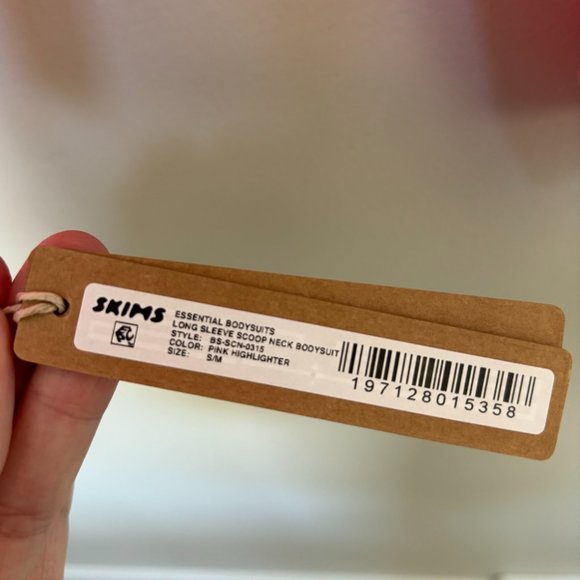 SKIMS
ESSENTIAL BODYSUITS
LONG SLEEVE SCOOP NECK BODYSUIT
STYLE: BS-SCN-0315
COLOR: PINK HIGHLIGHTER
SIZE: S/M
197128015358